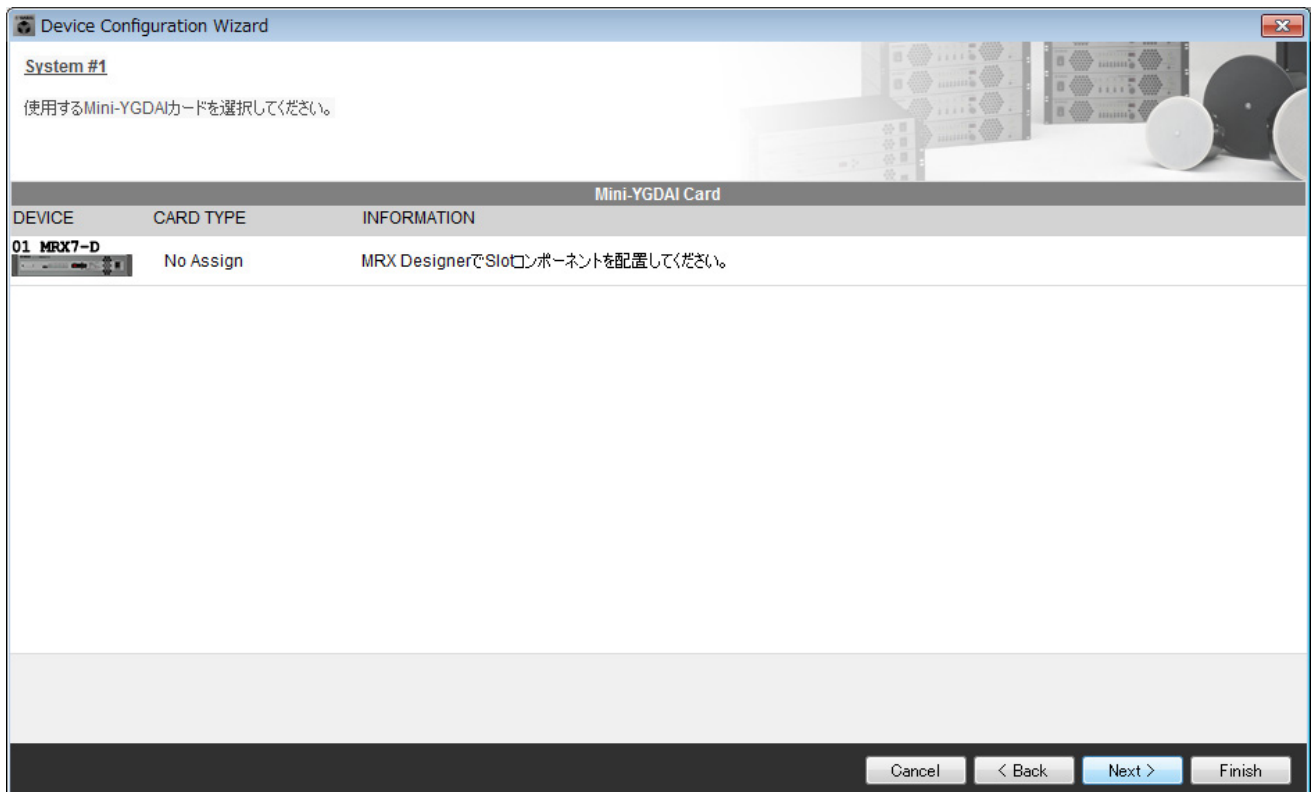 Device Configuration Wizard
System #1
使用するMini-YGDAIカードを選択してください。
Mini-YGDAI Card
DEVICE CARD TYPE INFORMATION
01 MRX7-D
No Assign MRX DesignerでSlotコンポーネントを配置してください。
Cancel < Back Next > Finish